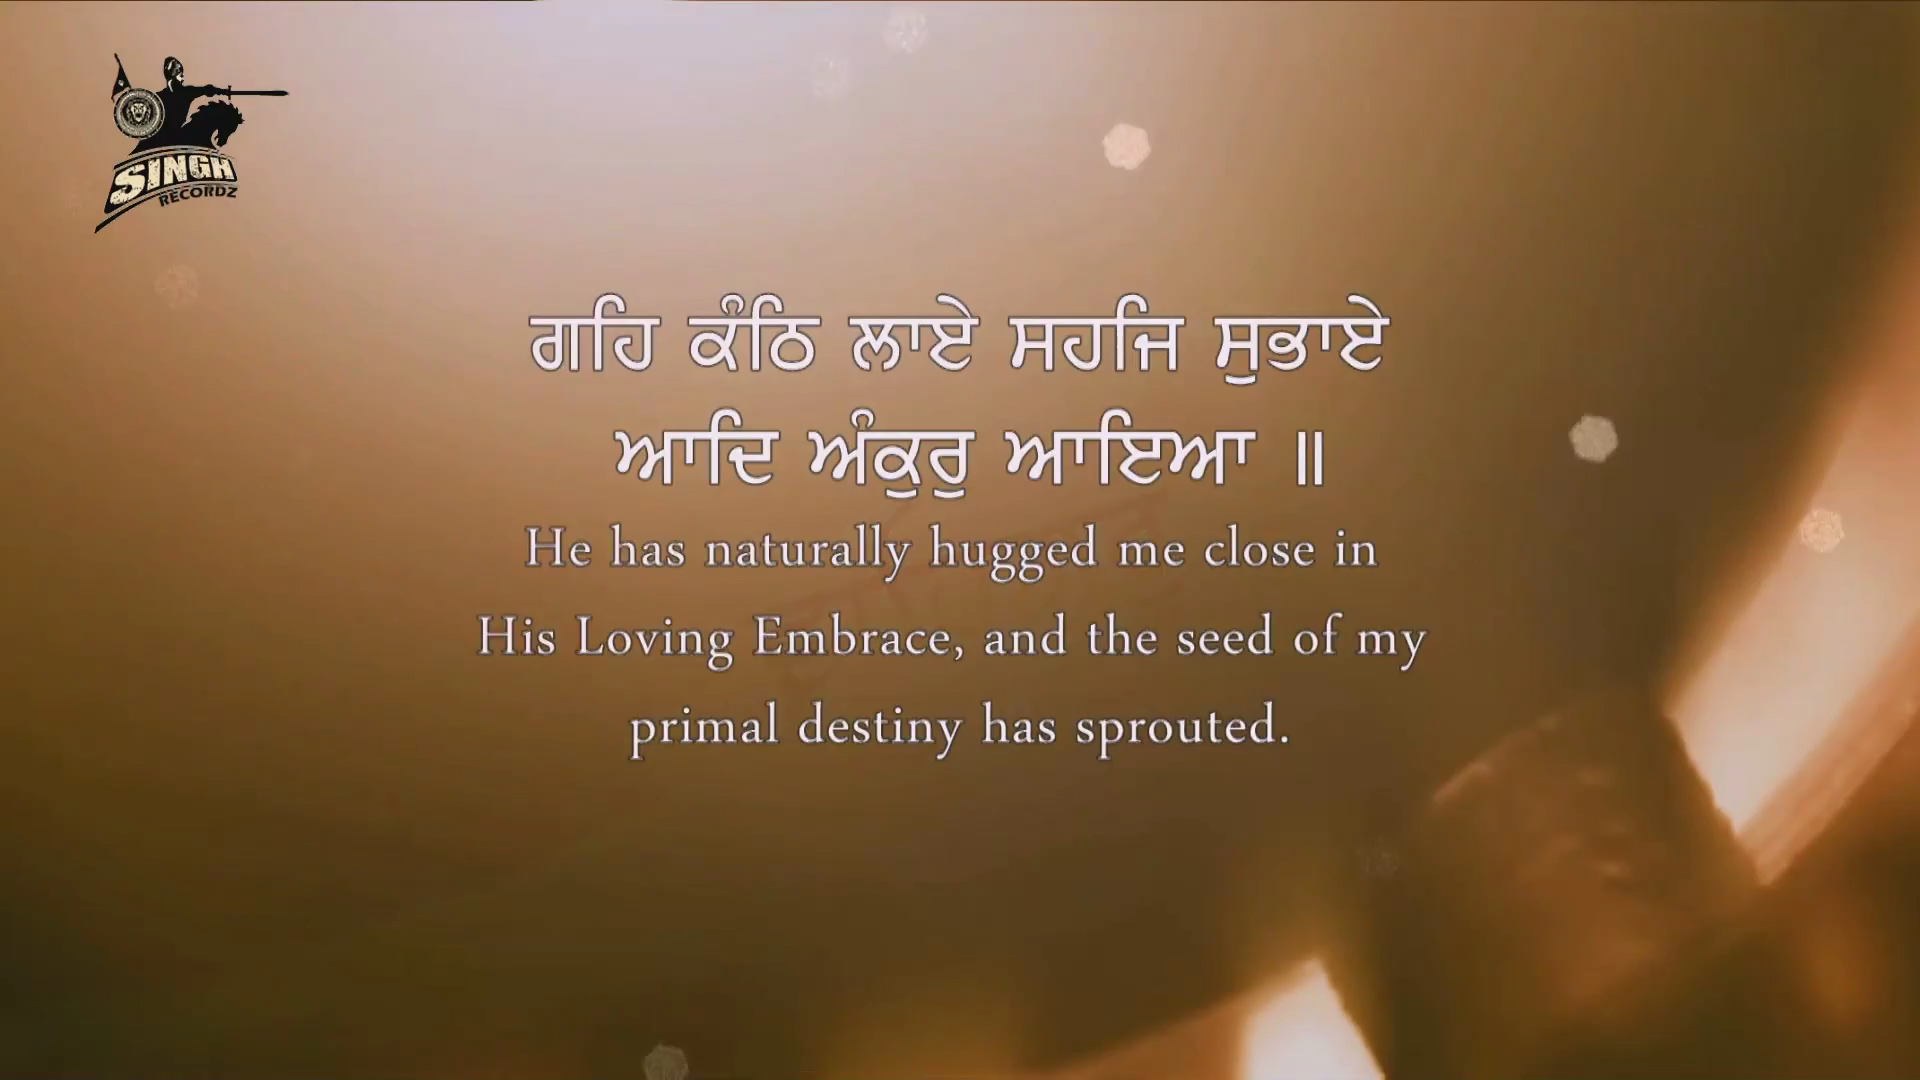 SINGH
RECORDZ
ਗਹਿ ਕੰਠਿ ਲਾਏ ਸਹਜਿ ਸੁਭਾਏ
ਆਦਿ ਅੰਕੁਰੁ ਆਇਆ ॥
He has naturally hugged me close in
His Loving Embrace, and the seed of my
primal destiny has sprouted.